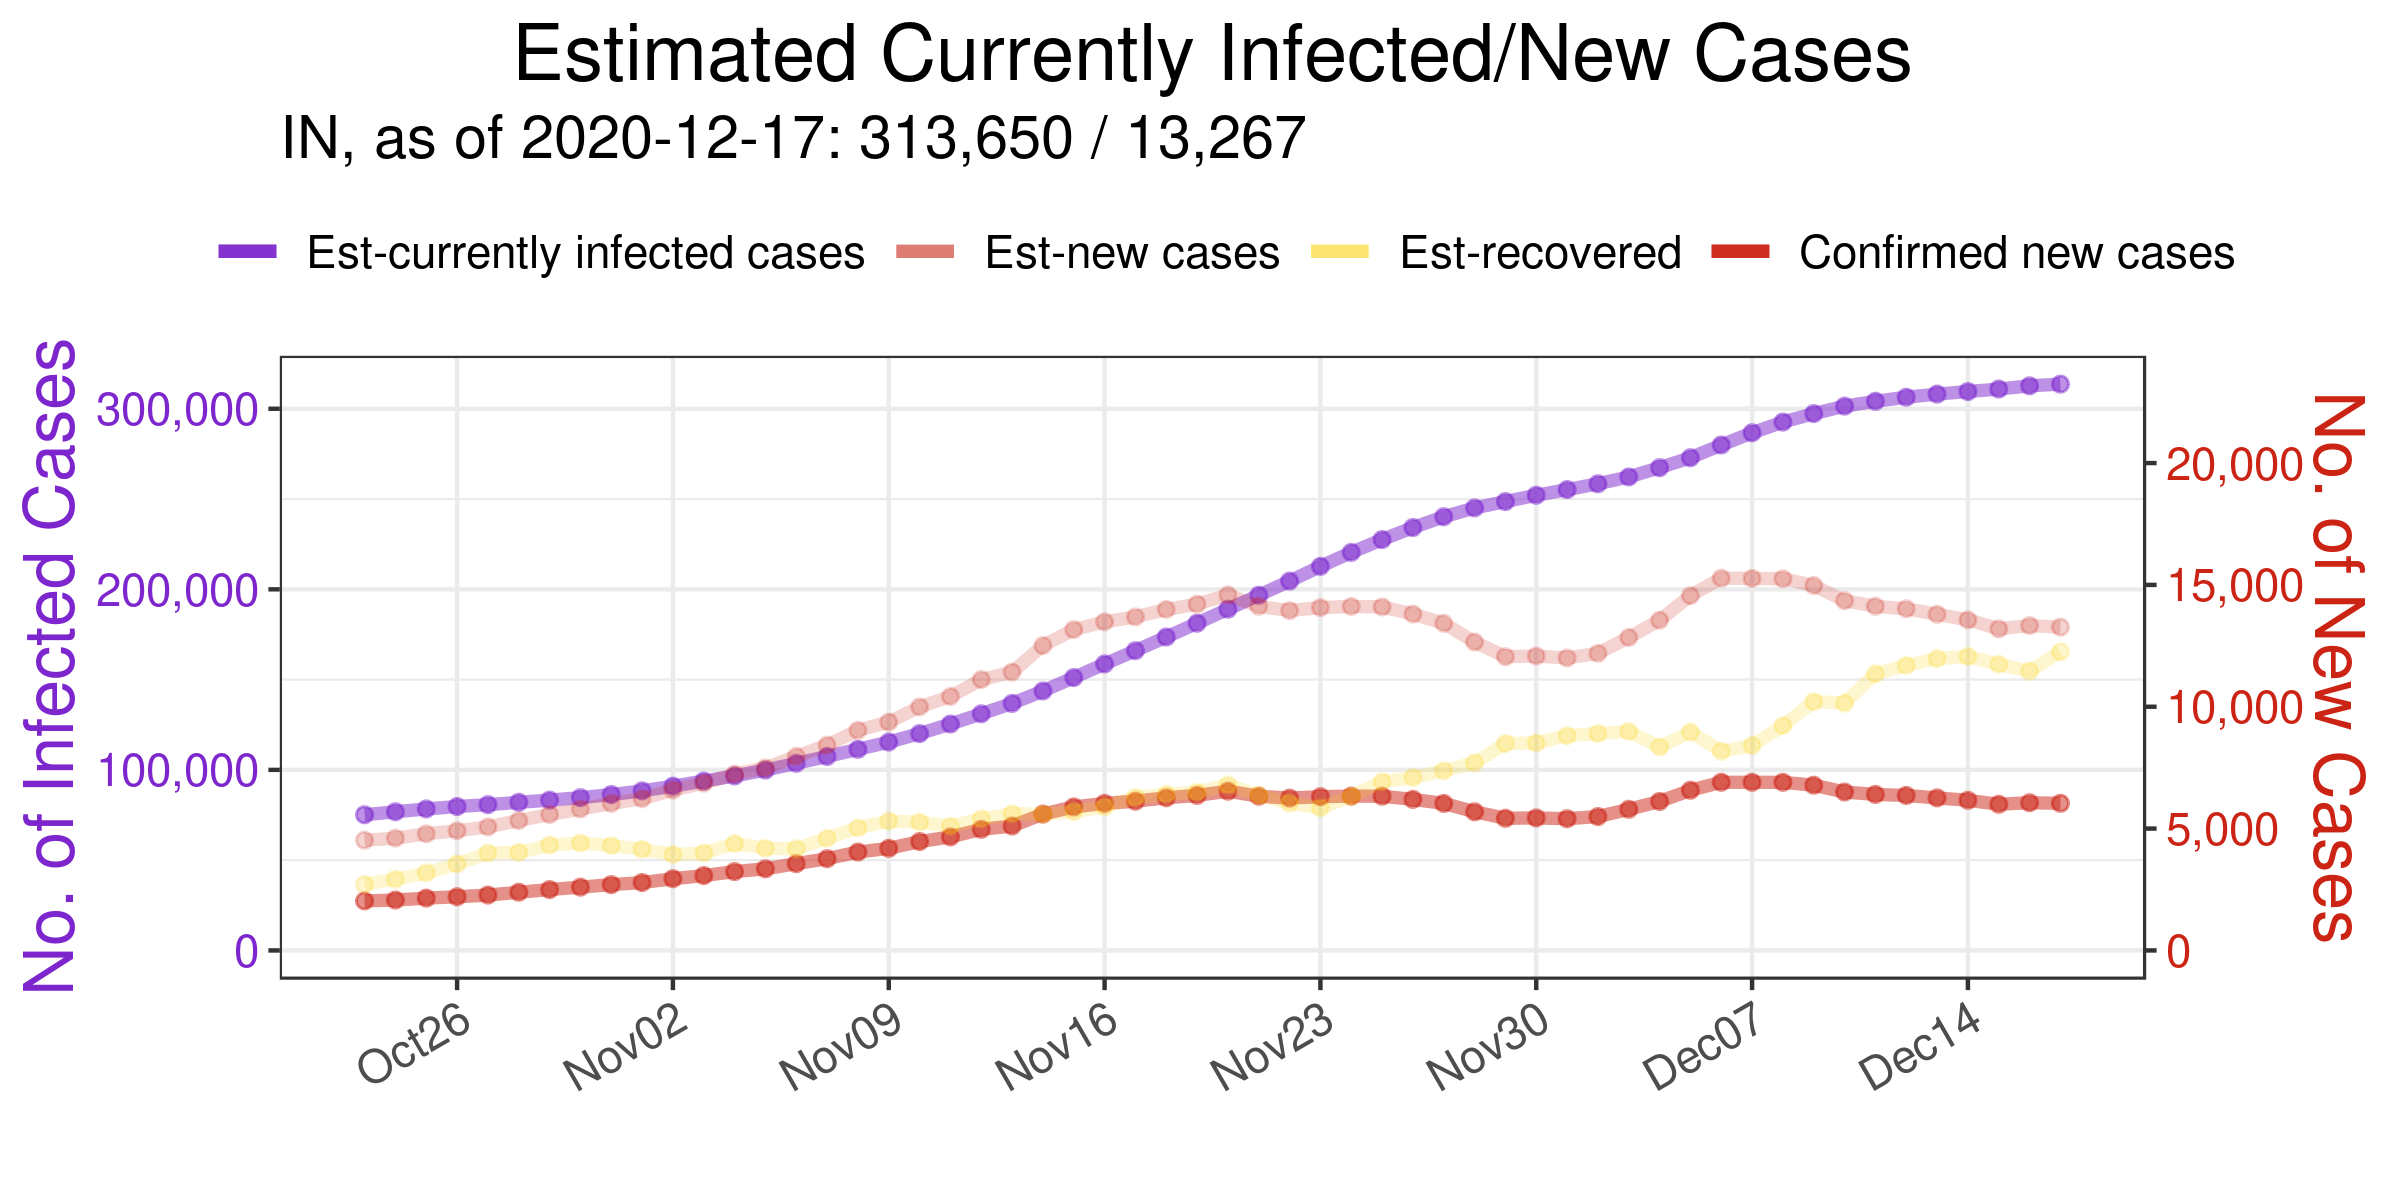 Estimated Currently Infected/New Cases
IN, as of 2020-12-17: 313,650 / 13,267
Est-currently infected cases Est-new cases Est-recovered Confirmed new cases
No. of Infected Cases
300,000
200,000
100,000
0
20,000
15,000
10,000
5,000
0
No. of New Cases
Oct26 Nov02 Nov09 Nov16 Nov23 Nov30 Dec07 Dec14